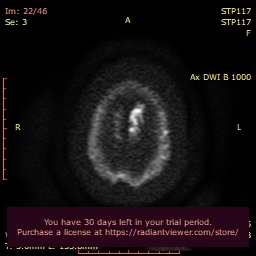 Im: 22/46
Se: 3
A
STP117
STP117
F
Ax DWI B 1000
R
L
You have 30 days left in your trial period.
Purchase a license at https://radiantviewer.com/store/